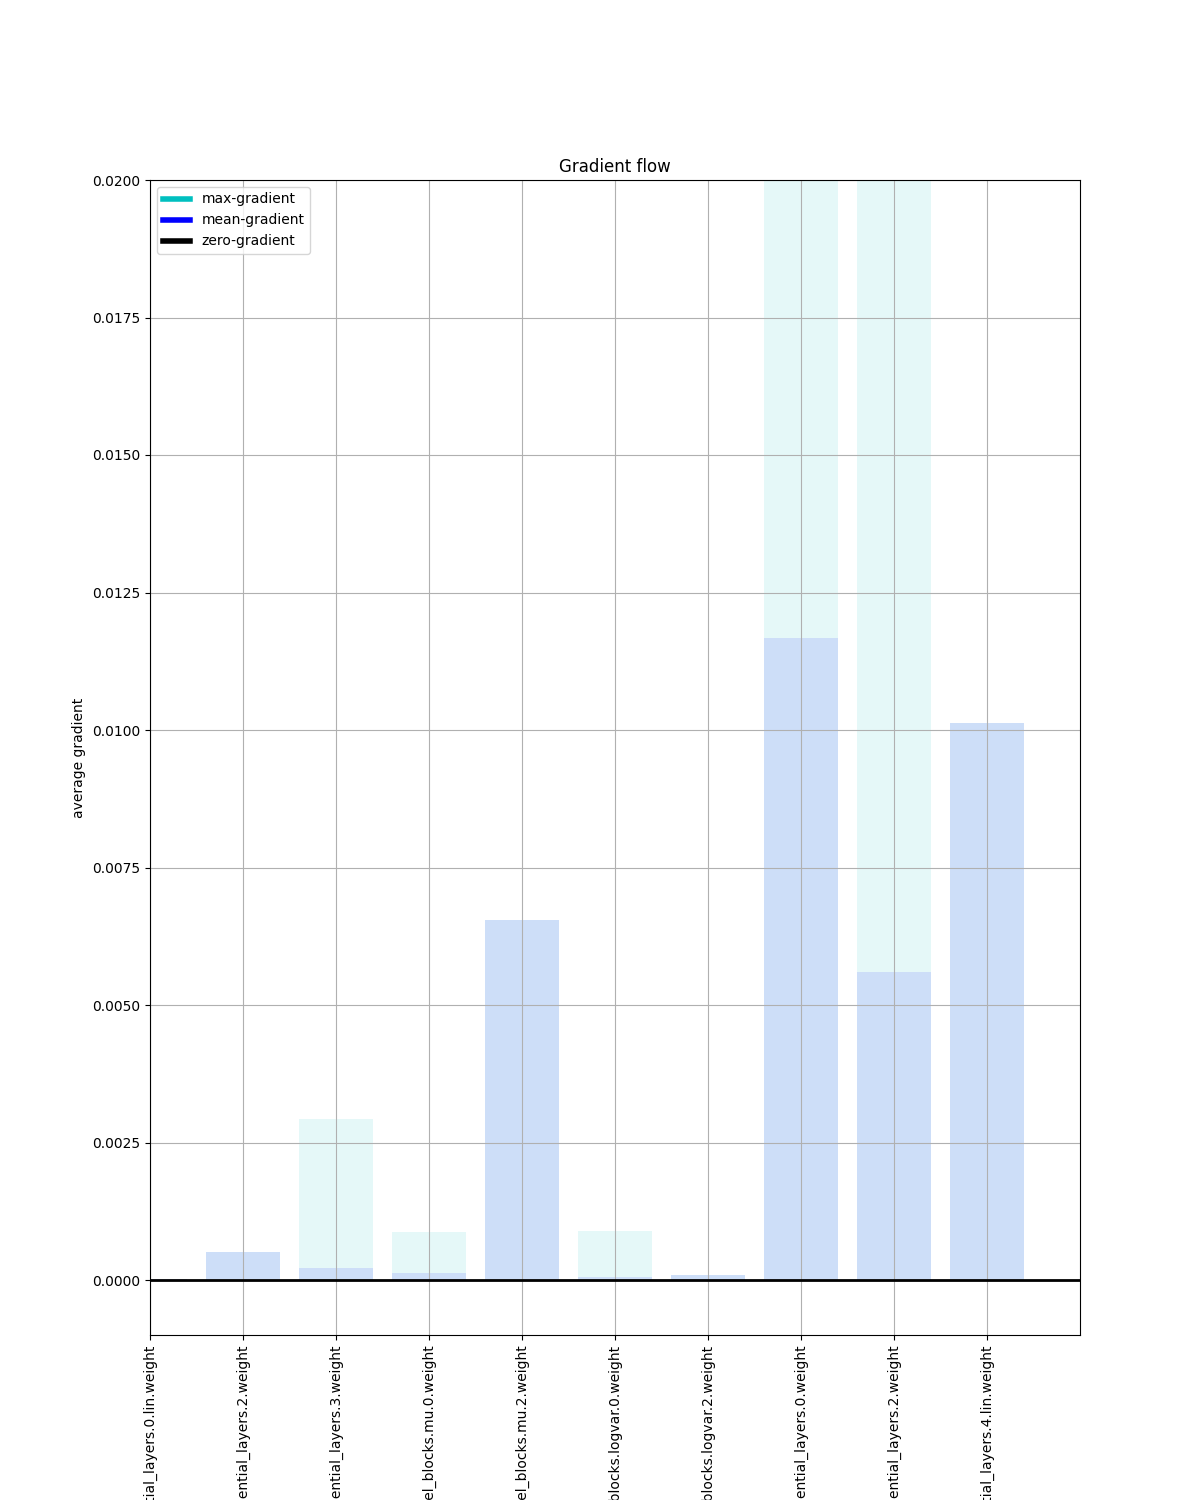 Gradient flow
max-gradient
mean-gradient
zero-gradient
0.0200
0.0175
0.0150
0.0125
0.0100
0.0075
0.0050
0.0025
0.0000
average gradient
tial_layers.0.lin.weight
ential_layers.2.weight
ential_layers.3.weight
el_blocks.mu.0.weight
el_blocks.mu.2.weight
blocks.logvar.0.weight
blocks.logvar.2.weight
ential_layers.0.weight
ential_layers.2.weight
tial_layers.4.lin.weight